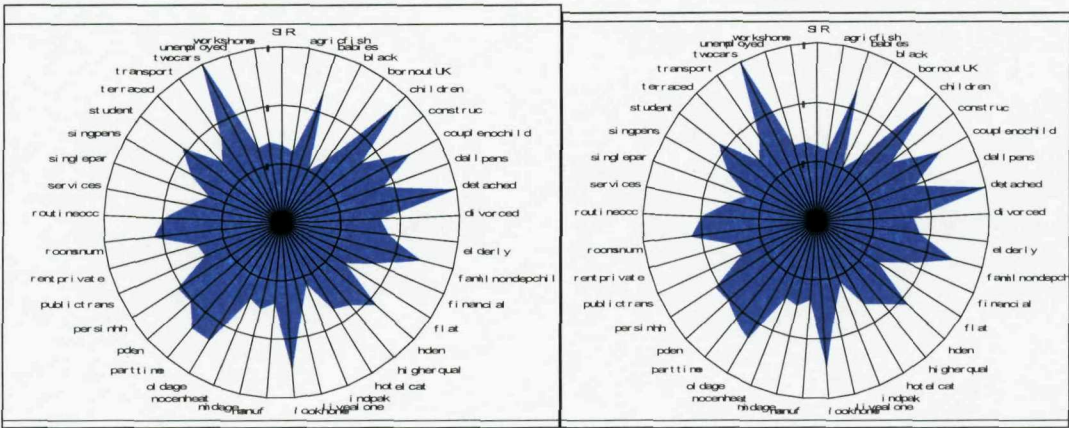 SIR
agricfish
babies
black
bornoutUK
children
construc
couplenochild
dallpens
detached
divorced
elderly
familnondepchil
financial
flat
hden
higherqual
hotelcat
indpak
livealone
lookhome
manuf
midage
nocenheat
oldage
parttime
pden
persinhh
publictrans
rentprivate
roomsnum
routineocc
services
singlepar
singpens
student
terraced
transport
twocars
unemployed
workshome
SIR
agricfish
babies
black
bornoutUK
children
construc
couplenochild
dallpens
detached
divorced
elderly
familnondepchil
financial
flat
hden
higherqual
hotelcat
indpak
livealone
lookhome
manuf
midage
nocenheat
oldage
parttime
pden
persinhh
publictrans
rentprivate
roomsnum
routineocc
services
singlepar
singpens
student
terraced
transport
twocars
unemployed
workshome